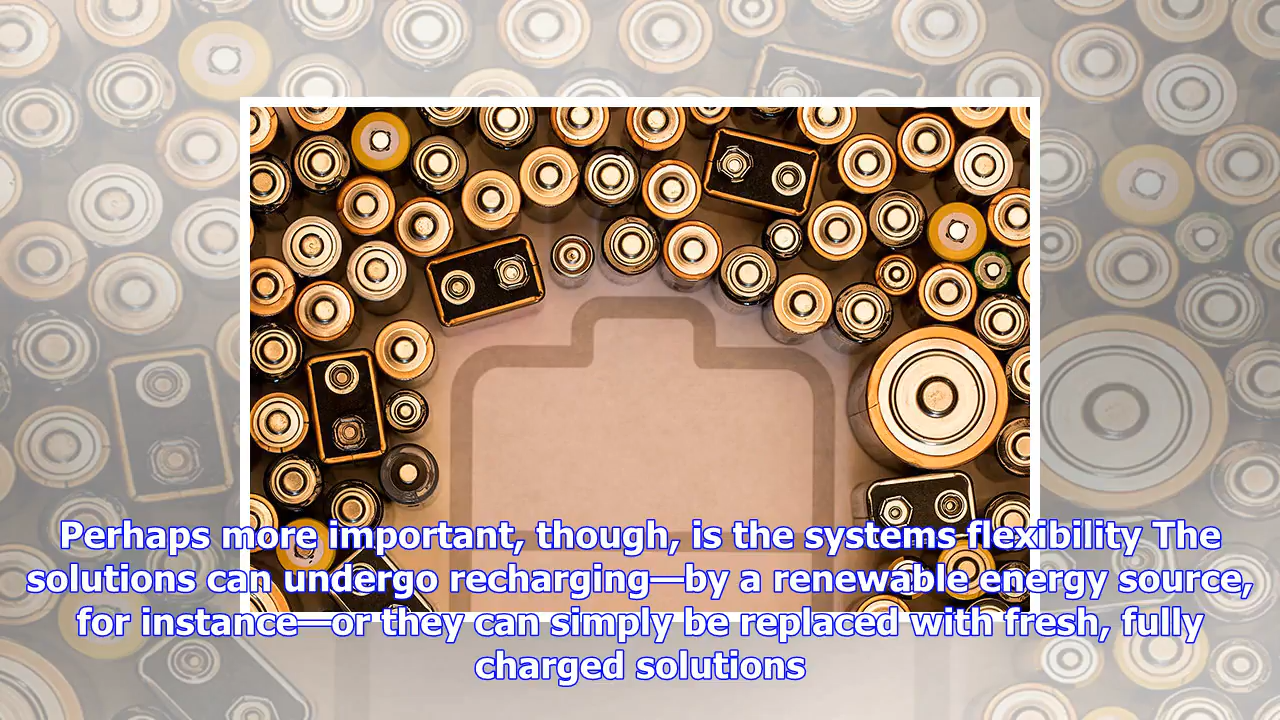 Perhaps more important, though, is the systems flexibility The
solutions can undergo recharging—by a renewable energy source,
for instance—or they can simply be replaced with fresh, fully
charged solutions